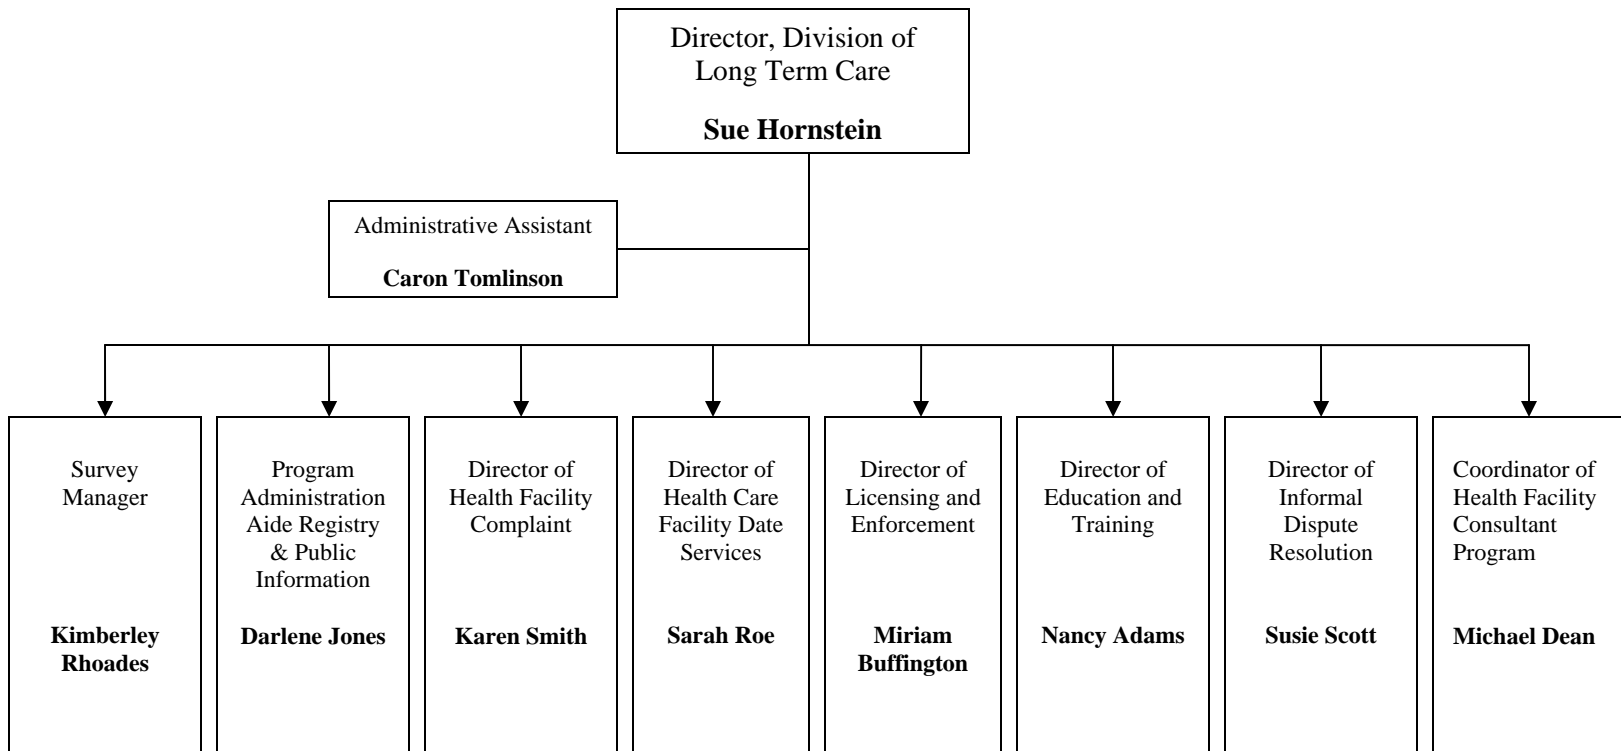 Director, Division of
Long Term Care
Sue Hornstein
Administrative Assistant
Caron Tomlinson
Survey
Manager
Kimberley
Rhoades
Program
Administration
Aide Registry
& Public
Information
Darlene Jones
Director of
Health Facility
Complaint
Karen Smith
Director of
Health Care
Facility Date
Services
Sarah Roe
Director of
Licensing and
Enforcement
Miriam
Buffington
Director of
Education and
Training
Nancy Adams
Director of
Informal
Dispute
Resolution
Susie Scott
Coordinator of
Health Facility
Consultant
Program
Michael Dean